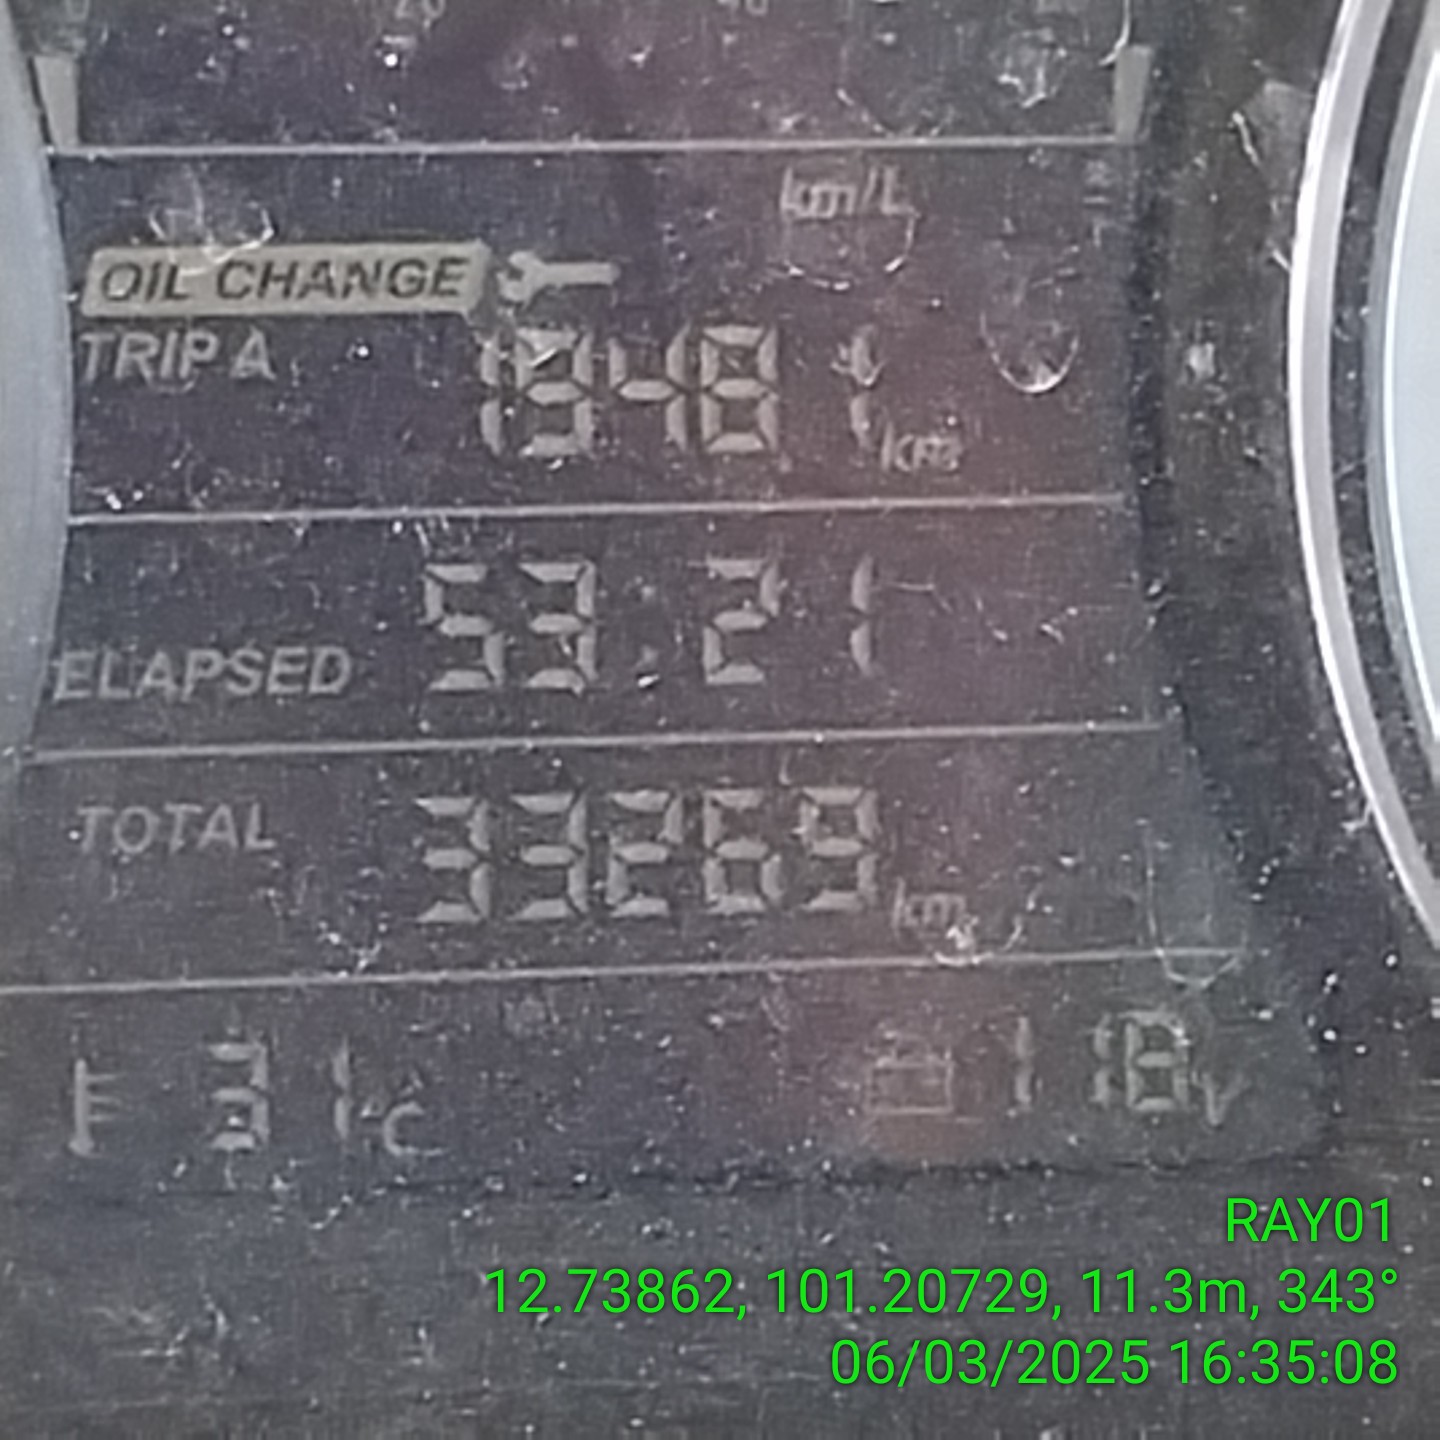 km/L
OIL CHANGE
TRIP A 1848.1 km
ELAPSED 53.21
TOTAL 33269 km
31°C 11.8V
RAY01
12.73862, 101.20729, 11.3m, 343°
06/03/2025 16:35:08